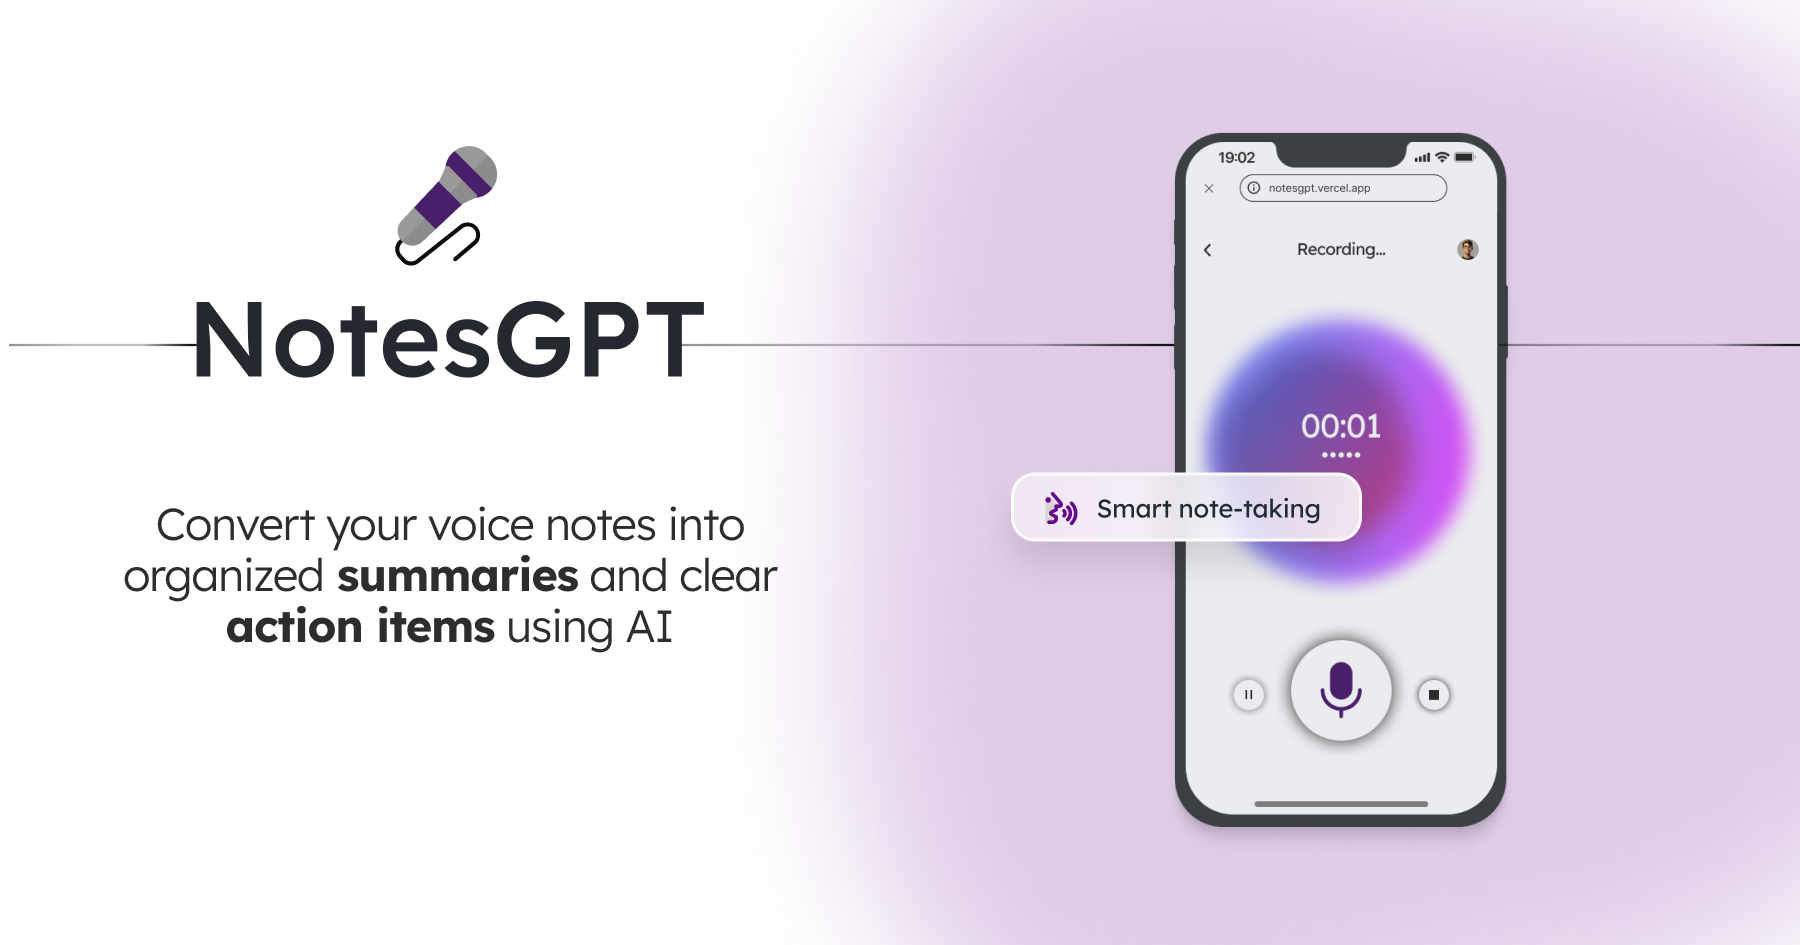 NotesGPT
Convert your voice notes into
organized summaries and clear
action items using AI
19:02
notesgpt.vercel.app
Recording...
00:01
Smart note-taking